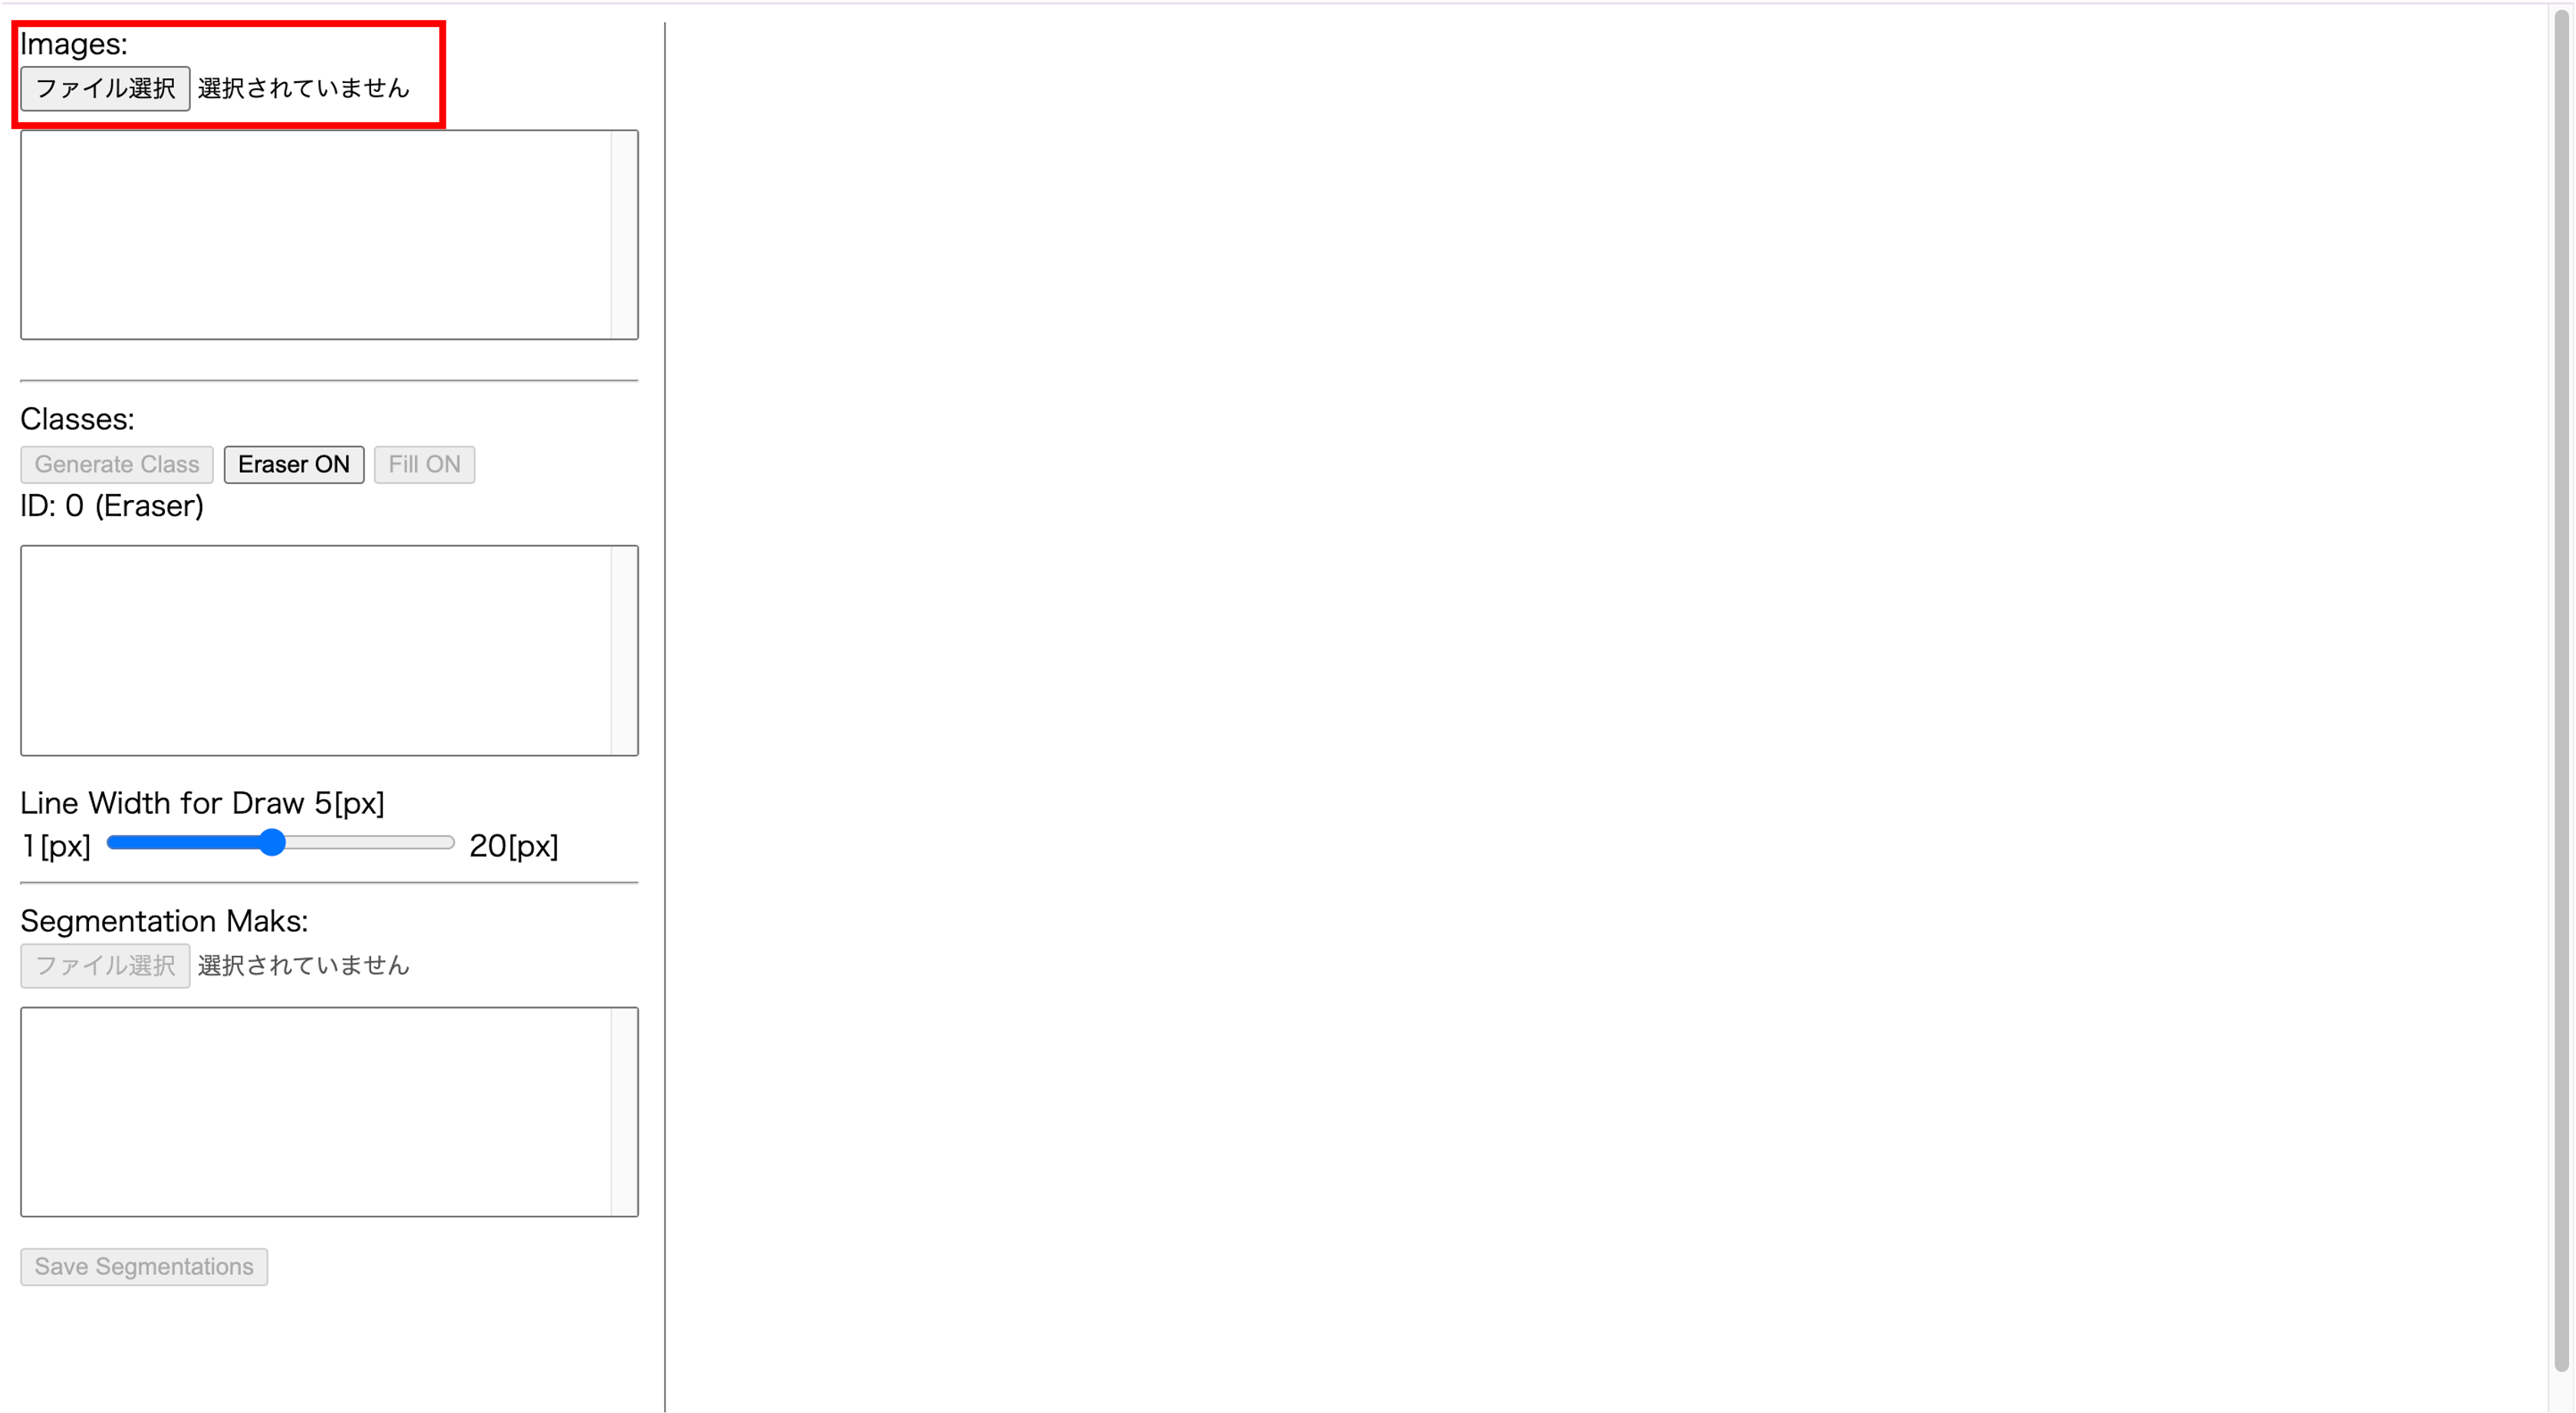 Images:
ファイル選択 選択されていません
Classes:
Generate Class Eraser ON Fill ON
ID: 0 (Eraser)
Line Width for Draw 5[px]
1[px] 20[px]
Segmentation Maks:
ファイル選択 選択されていません
Save Segmentations